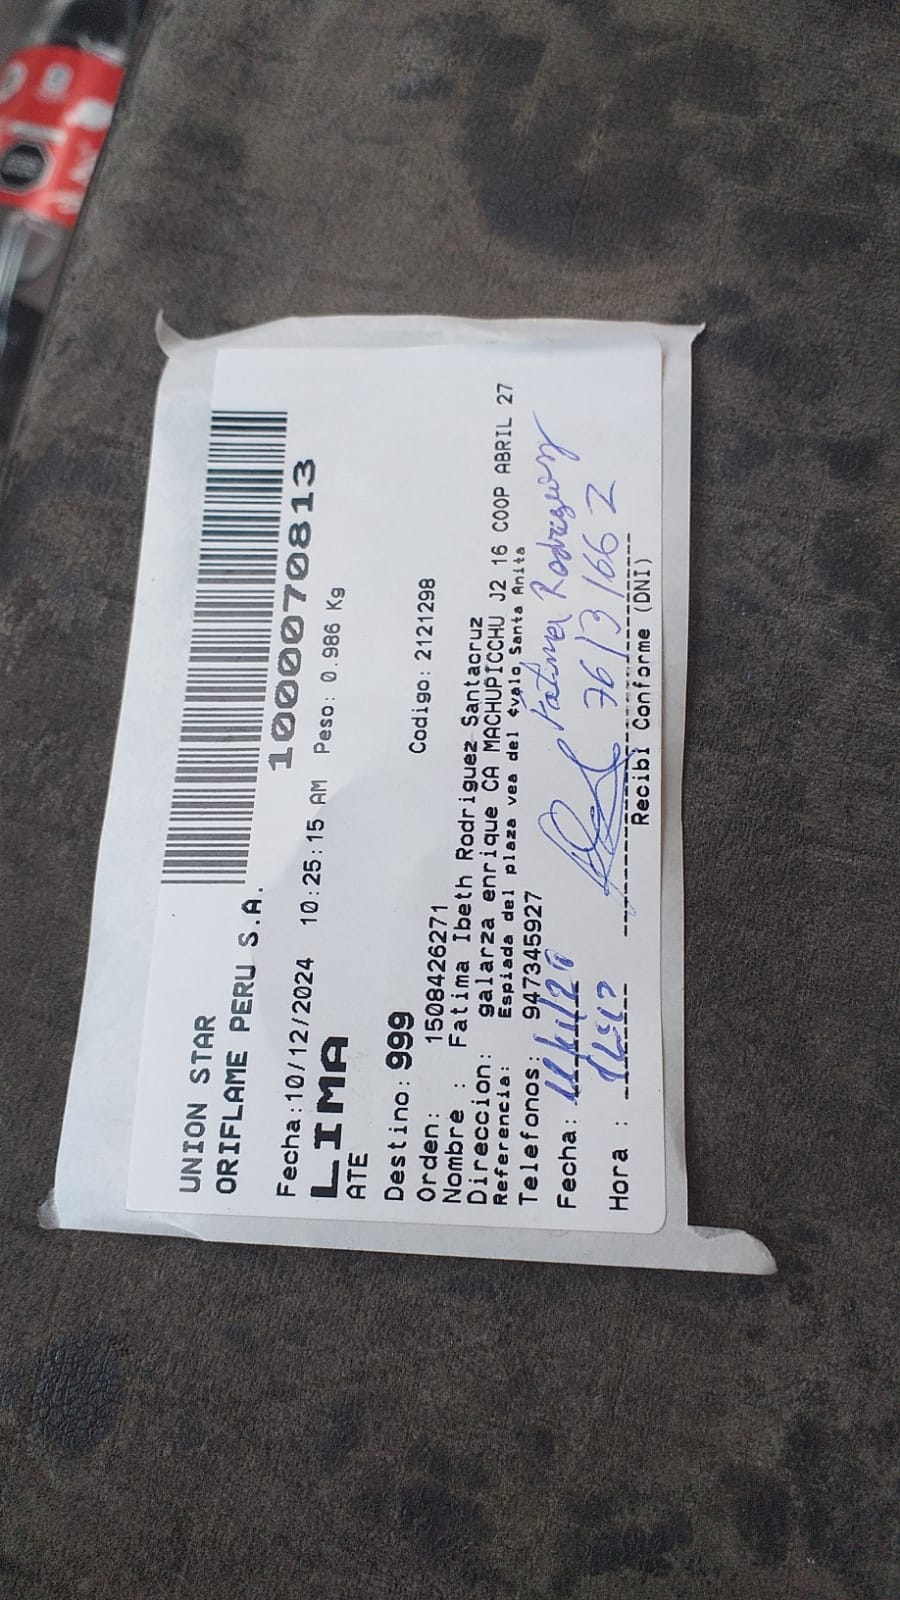 UNION STAR
ORIFLAME PERU S.A.
1000070813
Fecha:10/12/2024 10:25:15 AM Peso: 0.986 Kg
LIMA
ATE
Destino: 999
Orden: 1508426271 Codigo: 2121298
Nombre : Fatima Ibeth Rodriguez Santacruz
Direccion: galarza enrique CA MACHUPICCHU J2 16 COOP ABRIL 27
Referencia: Espiada del plaza vea del Santa Anita
Telefonos: 947345927
Fecha: Fatima Rodriguez
Hora : 76131662
Recibi Conforme (DNI)